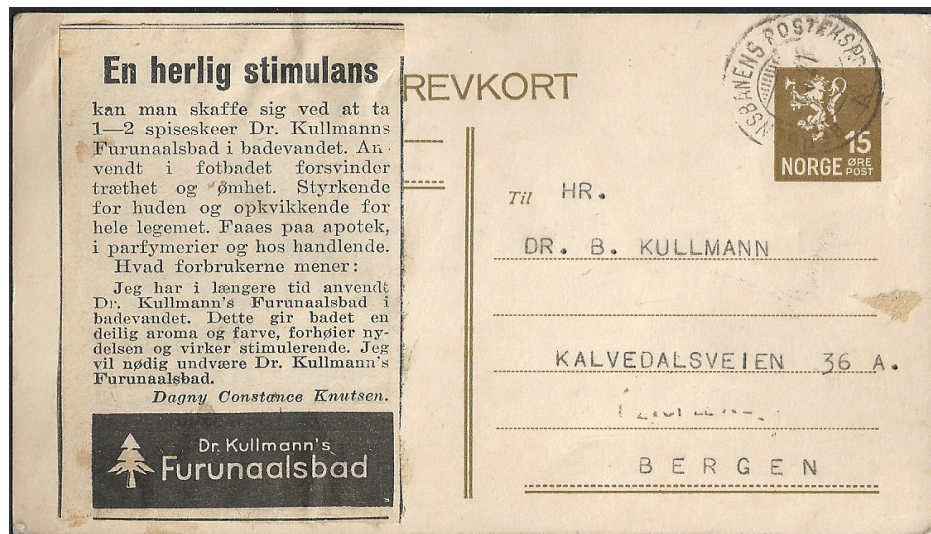 En herlig stimulans
kan man skaffe sig ved at ta
1—2 spiseskeer Dr. Kullmanns
Furunaalsbad i badevandet. An-
vendt i fotbadet forsvinder
træthet og ømhet. Styrkende
for huden og opkvikkende for
hele legemet. Faaes paa apotek,
i parfymerier og hos handlende.
Hvad forbrukerne mener:
Jeg har i længere tid anvendt
Dr. Kullmann's Furunaalsbad i
badevandet. Dette gir badet en
deilig aroma og farve, forhøier ny-
delsen og virker stimulerende. Jeg
vil nødig undvære Dr. Kullmann's
Furunaalsbad.
Dagny Constance Knutsen.
Dr. Kullmann's
Furunaalsbad
REVKORT
NSBANENS POSTEKSP
15
NORGE ØRE
POST
Til HR.
DR. B. KULLMANN
KALVEDALSVEIEN 36 A.
BERGEN